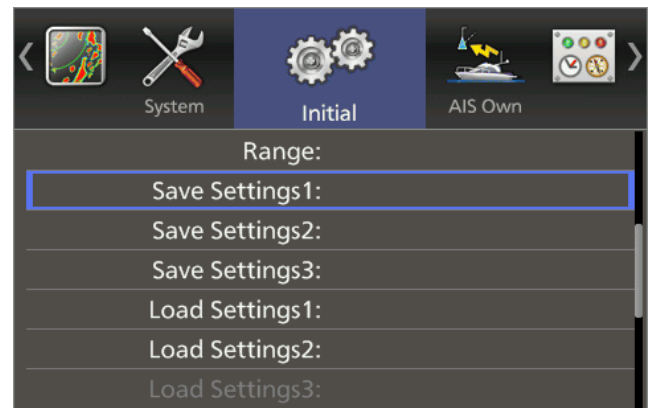 System
Initial
AIS Own
Range:
Save Settings1:
Save Settings2:
Save Settings3:
Load Settings1:
Load Settings2:
Load Settings3: